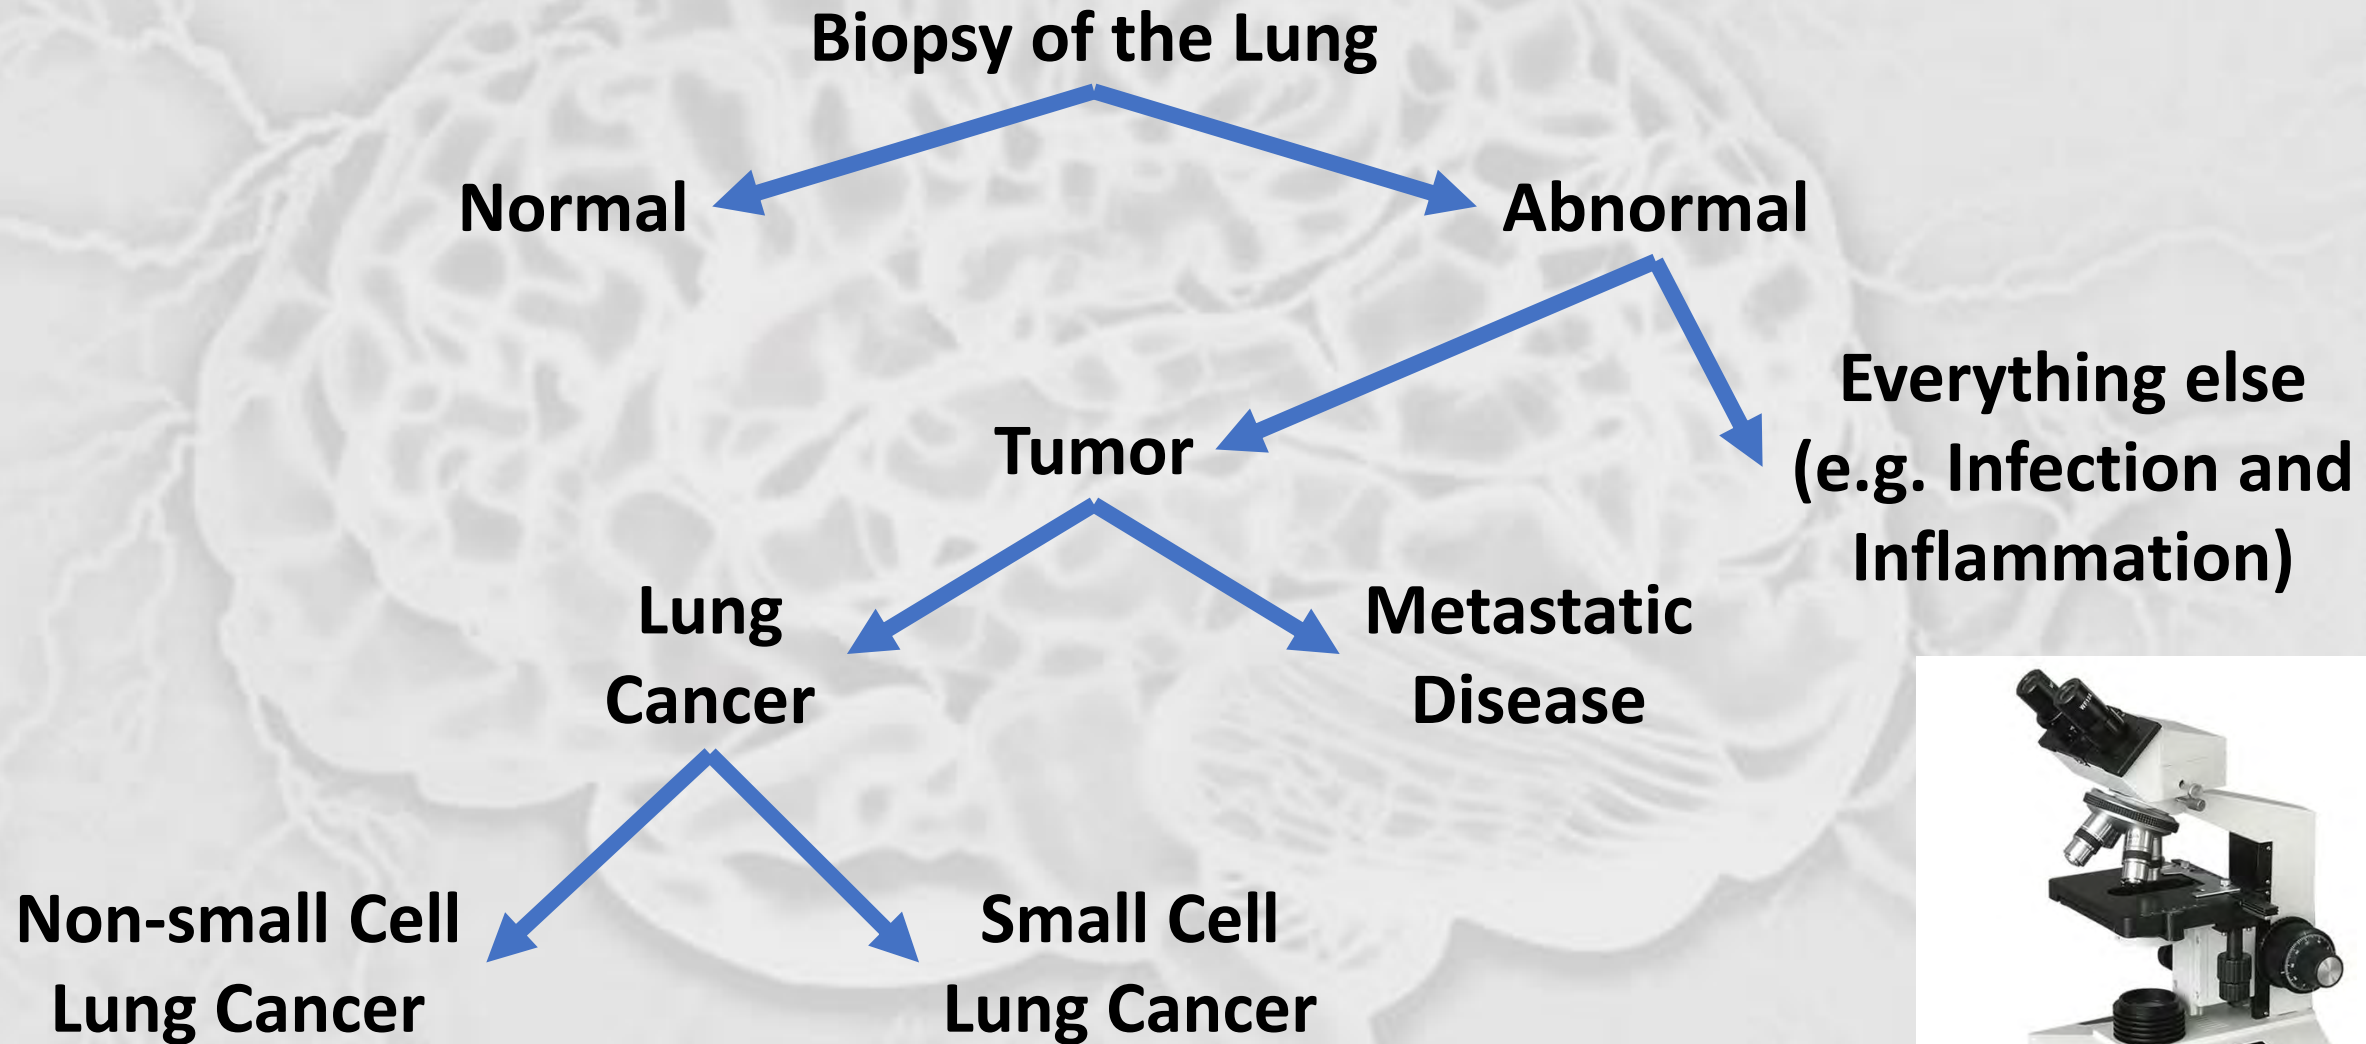 Biopsy of the Lung
Normal
Abnormal
Everything else
(e.g. Infection and
Inflammation)
Tumor
Lung
Cancer
Metastatic
Disease
Non-small Cell
Lung Cancer
Small Cell
Lung Cancer